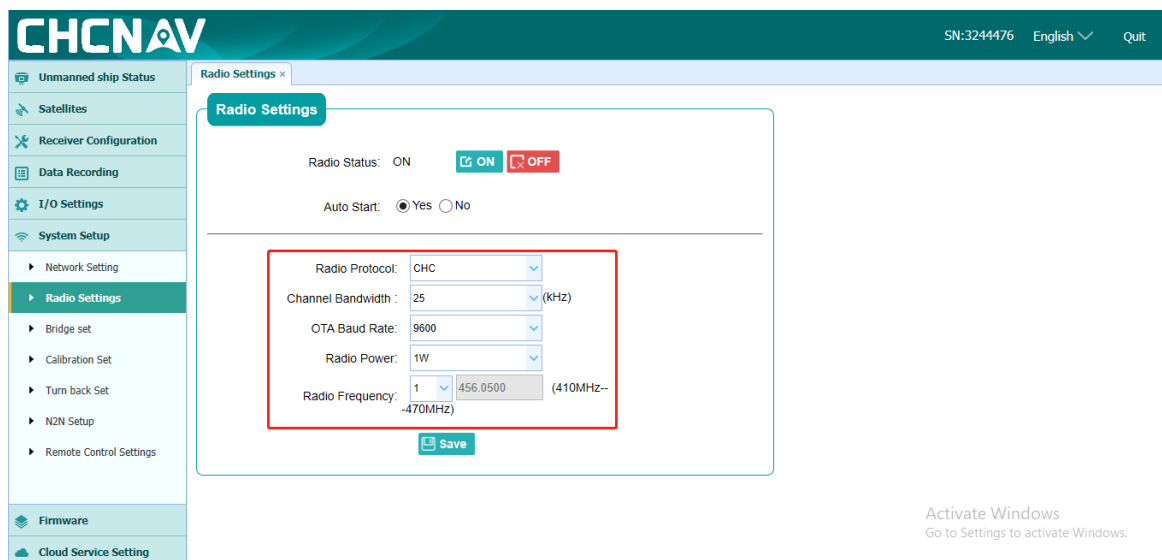 CHCNAV
SN:3244476 English Quit
Unmanned ship Status
Satellites
Receiver Configuration
Data Recording
I/O Settings
System Setup
Network Setting
Radio Settings
Bridge set
Calibration Set
Turn back Set
N2N Setup
Remote Control Settings
Firmware
Cloud Service Setting
Radio Settings ×
Radio Settings
Radio Status: ON ON OFF
Auto Start: Yes No
Radio Protocol: CHC
Channel Bandwidth : 25 (kHz)
OTA Baud Rate: 9600
Radio Power: 1W
Radio Frequency: 1 456.0500 (410MHz--
-470MHz)
Save
Activate Windows
Go to Settings to activate Windows.